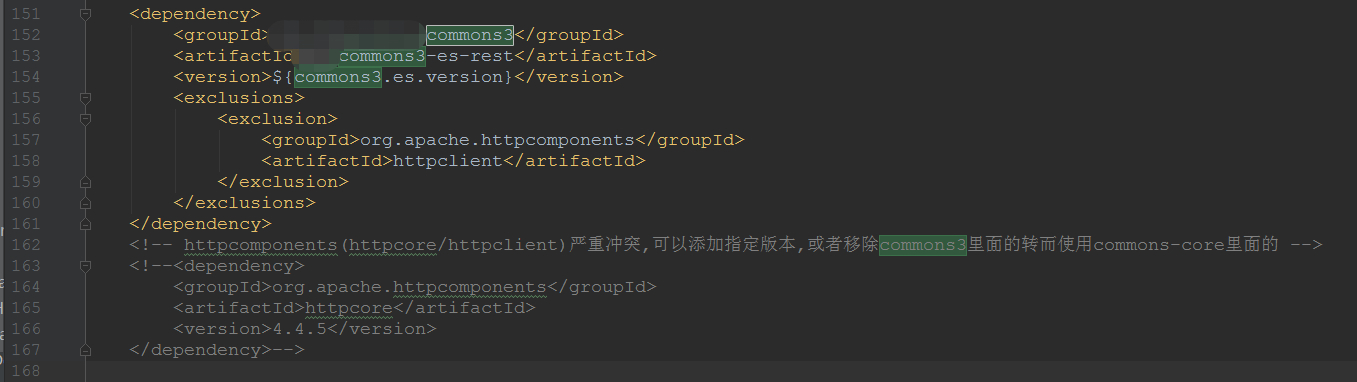 151 <dependency>
152 <groupId> commons3</groupId>
153 <artifactId commons3-es-rest</artifactId>
154 <version>${commons3.es.version}</version>
155 <exclusions>
156 <exclusion>
157 <groupId>org.apache.httpcomponents</groupId>
158 <artifactId>httpclient</artifactId>
159 </exclusion>
160 </exclusions>
161 </dependency>
162 <!-- httpcomponents(httpcore/httpclient)严重冲突,可以添加指定版本,或者移除commons3里面的转而使用commons-core里面的 -->
163 <!--<dependency>
164 <groupId>org.apache.httpcomponents</groupId>
165 <artifactId>httpcore</artifactId>
166 <version>4.4.5</version>
167 </dependency>-->
168